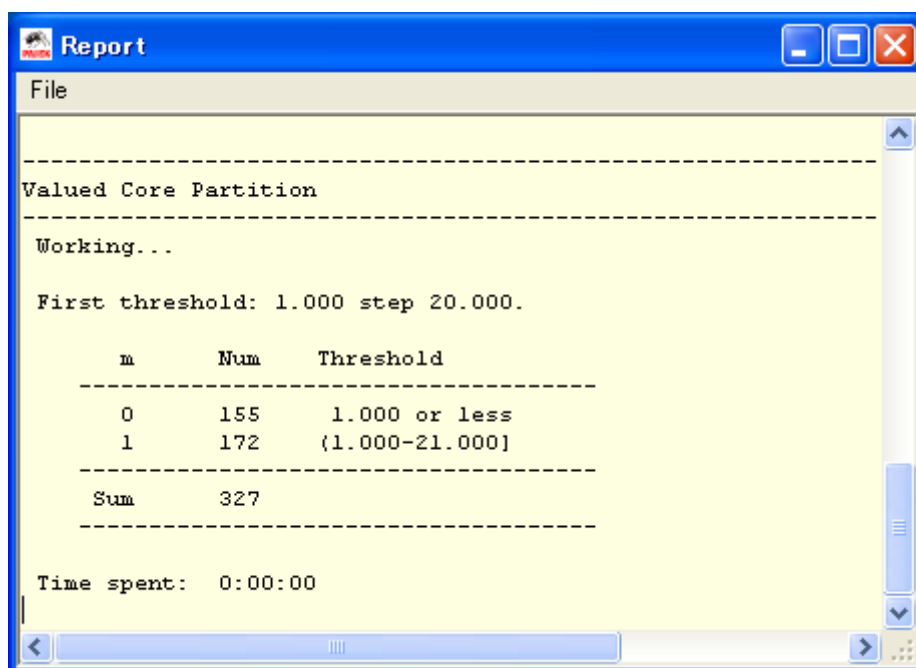 Report
File
------------------------------------------------------------
Valued Core Partition
------------------------------------------------------------
Working...
First threshold: 1.000 step 20.000.
m Num Threshold
-------------------------------------
0 155 1.000 or less
1 172 (1.000-21.000]
-------------------------------------
Sum 327
-------------------------------------
Time spent: 0:00:00